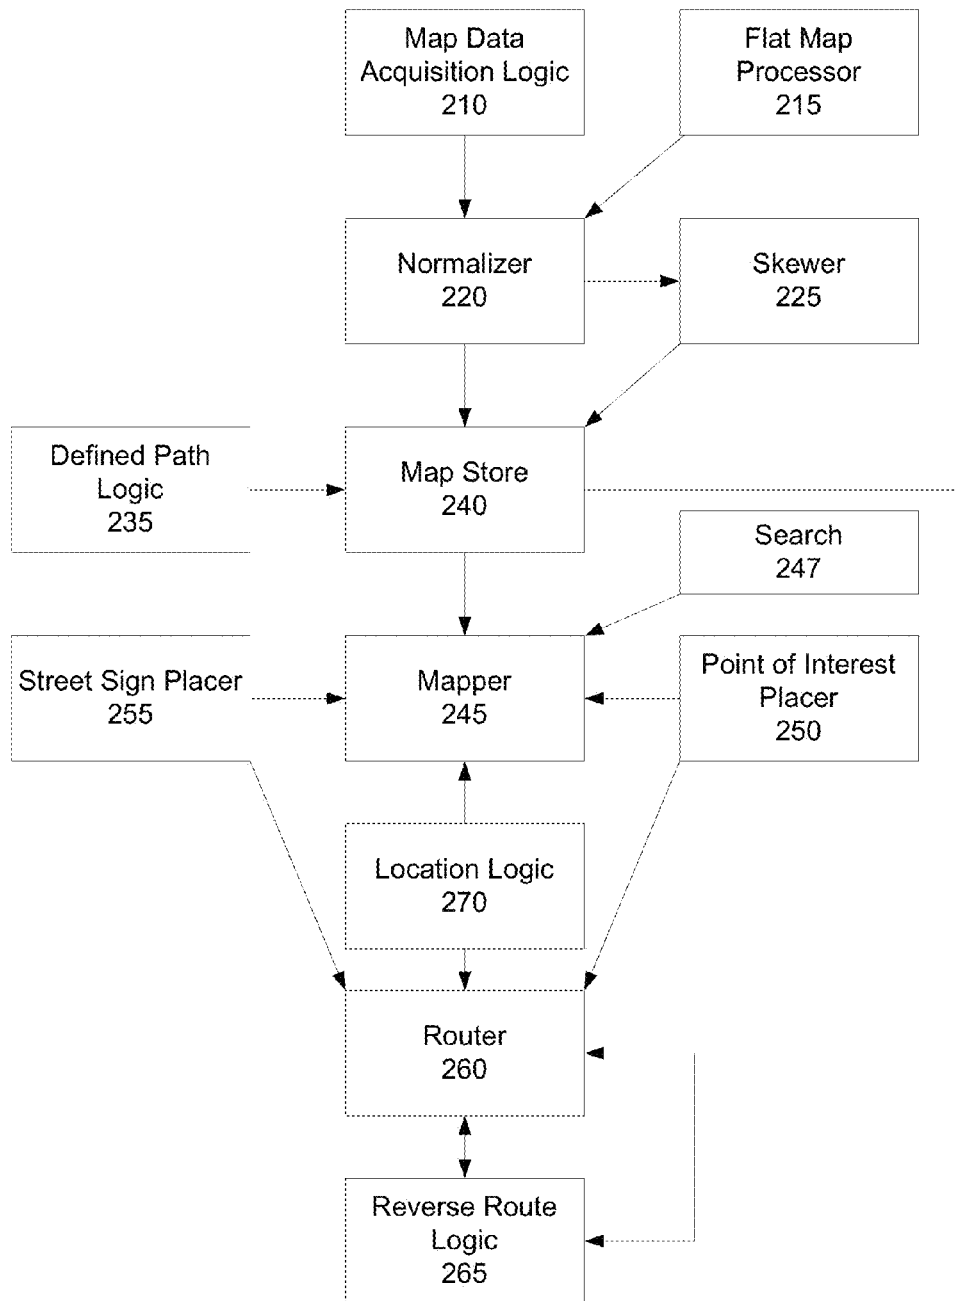 Map Data
Acquisition Logic
210
Flat Map
Processor
215
Normalizer
220
Skewer
225
Defined Path
Logic
235
Map Store
240
Search
247
Street Sign Placer
255
Mapper
245
Point of Interest
Placer
250
Location Logic
270
Router
260
Reverse Route
Logic
265